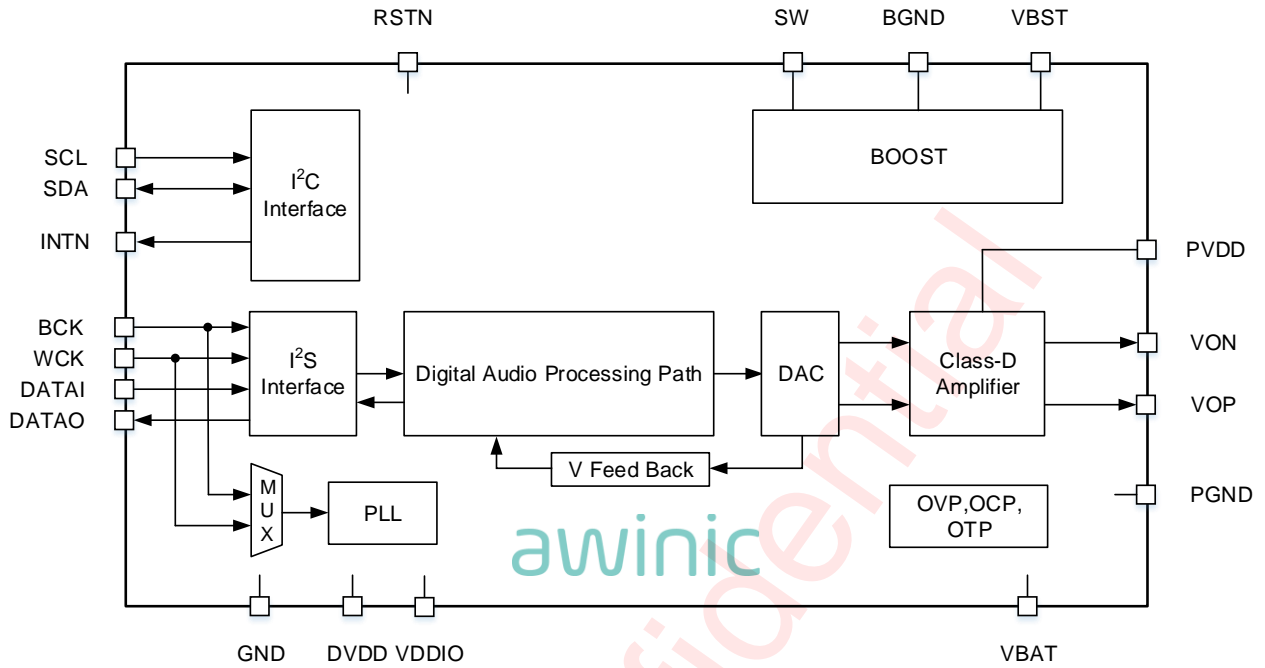 RSTN
SW
BGND
VBST
SCL
SDA
INTN
I²C
Interface
BOOST
PVDD
BCK
WCK
DATAI
DATAO
I²S
Interface
Digital Audio Processing Path
DAC
Class-D
Amplifier
VON
VOP
V Feed Back
MUX
PLL
OVP,OCP,
OTP
PGND
awinic
GND
DVDD
VDDIO
VBAT